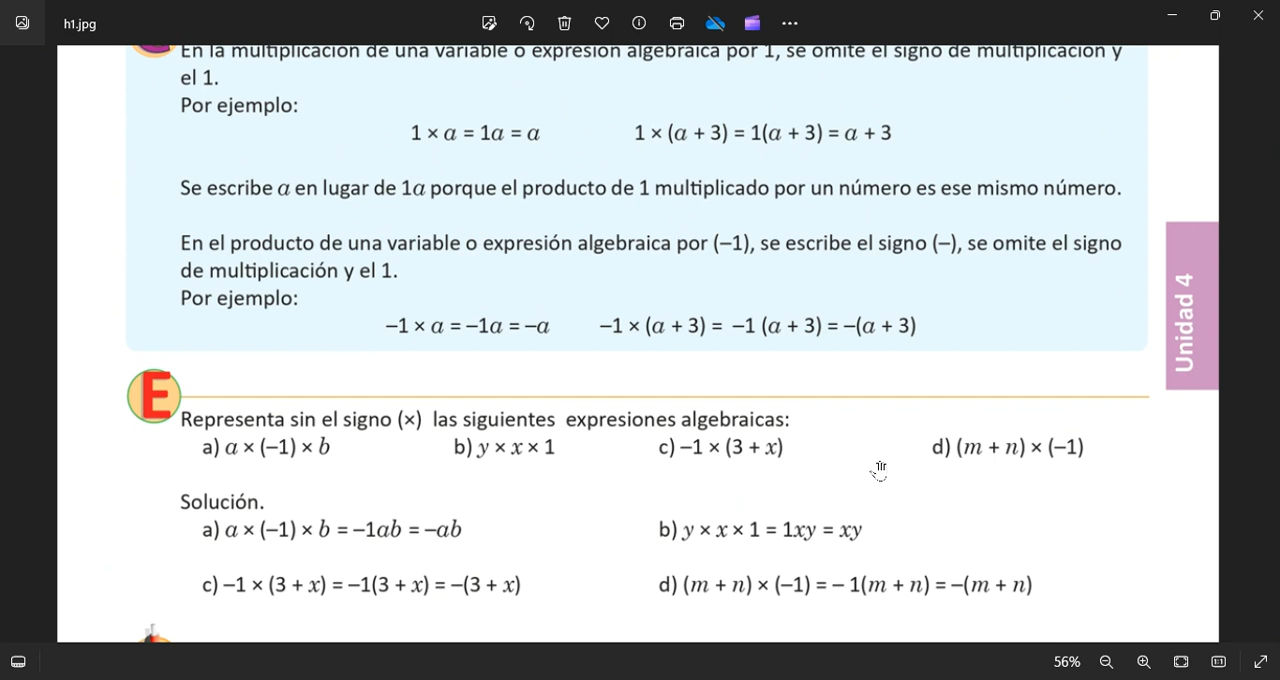 h1.jpg
En la multiplicación de una variable o expresión algebraica por 1, se omite el signo de multiplicación y
el 1.
Por ejemplo:
1 × a = 1a = a 1 × (a + 3) = 1(a + 3) = a + 3
Se escribe a en lugar de 1a porque el producto de 1 multiplicado por un número es ese mismo número.
En el producto de una variable o expresión algebraica por (–1), se escribe el signo (–), se omite el signo
de multiplicación y el 1.
Por ejemplo:
–1 × a = –1a = –a –1 × (a + 3) = –1 (a + 3) = –(a + 3)
Unidad 4
E
Representa sin el signo (×) las siguientes expresiones algebraicas:
a) a × (–1) × b b) y × x × 1 c) –1 × (3 + x) d) (m + n) × (–1)
Solución.
a) a × (–1) × b = –1ab = –ab b) y × x × 1 = 1xy = xy
c) –1 × (3 + x) = –1(3 + x) = –(3 + x) d) (m + n) × (–1) = – 1(m + n) = –(m + n)
56%